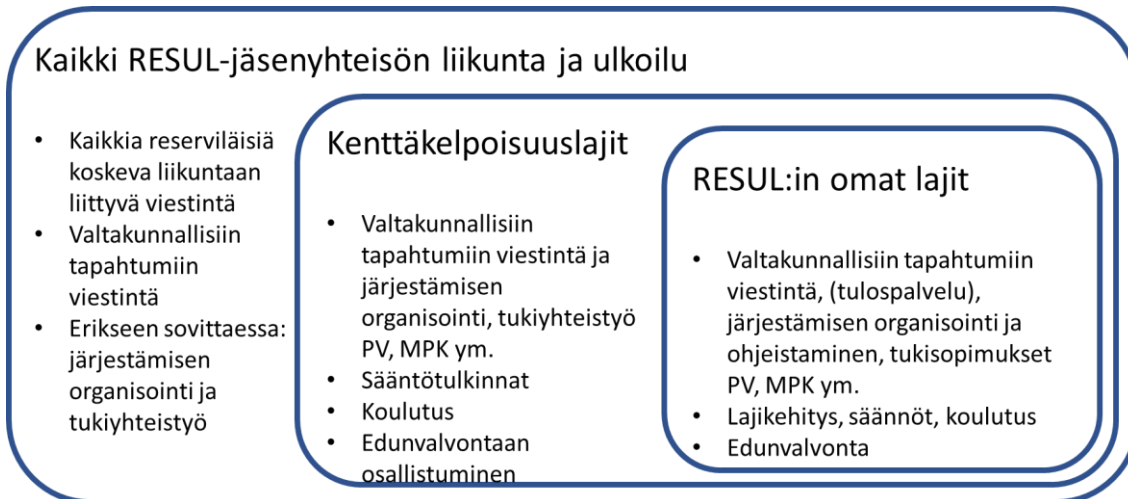 Kaikki RESUL-jäsenyhteisön liikunta ja ulkoilu
• Kaikkia reserviläisiä
koskeva liikuntaan
liittyvä viestintä
• Valtakunnallisiin
tapahtumiin
viestintä
• Erikseen sovittaessa:
järjestämisen
organisointi ja
tukiyhteistyö
Kenttäkelpoisuuslajit
• Valtakunnallisiin
tapahtumiin viestintä ja
järjestämisen
organisointi, tukiyhteistyö
PV, MPK ym.
• Sääntötulkinnat
• Koulutus
• Edunvalvontaan
osallistuminen
RESUL:in omat lajit
• Valtakunnallisiin tapahtumiin
viestintä, (tulospalvelu),
järjestämisen organisointi ja
ohjeistaminen, tukisopimukset
PV, MPK ym.
• Lajikehitys, säännöt, koulutus
• Edunvalvonta